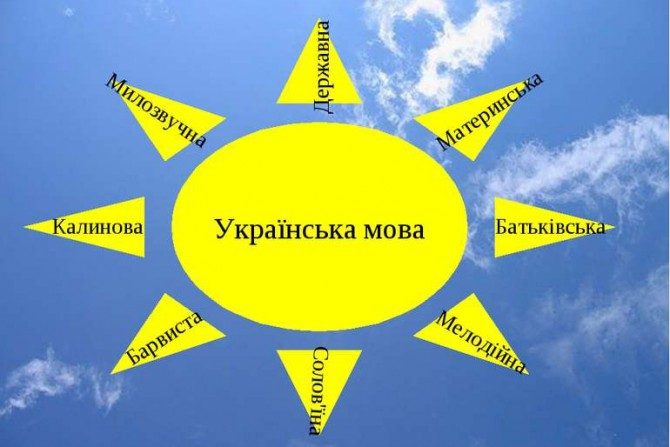 Державна
Милозвучна
Материнська
Калинова
Українська мова
Батьківська
Барвиста
Мелодійна
Солов'їна